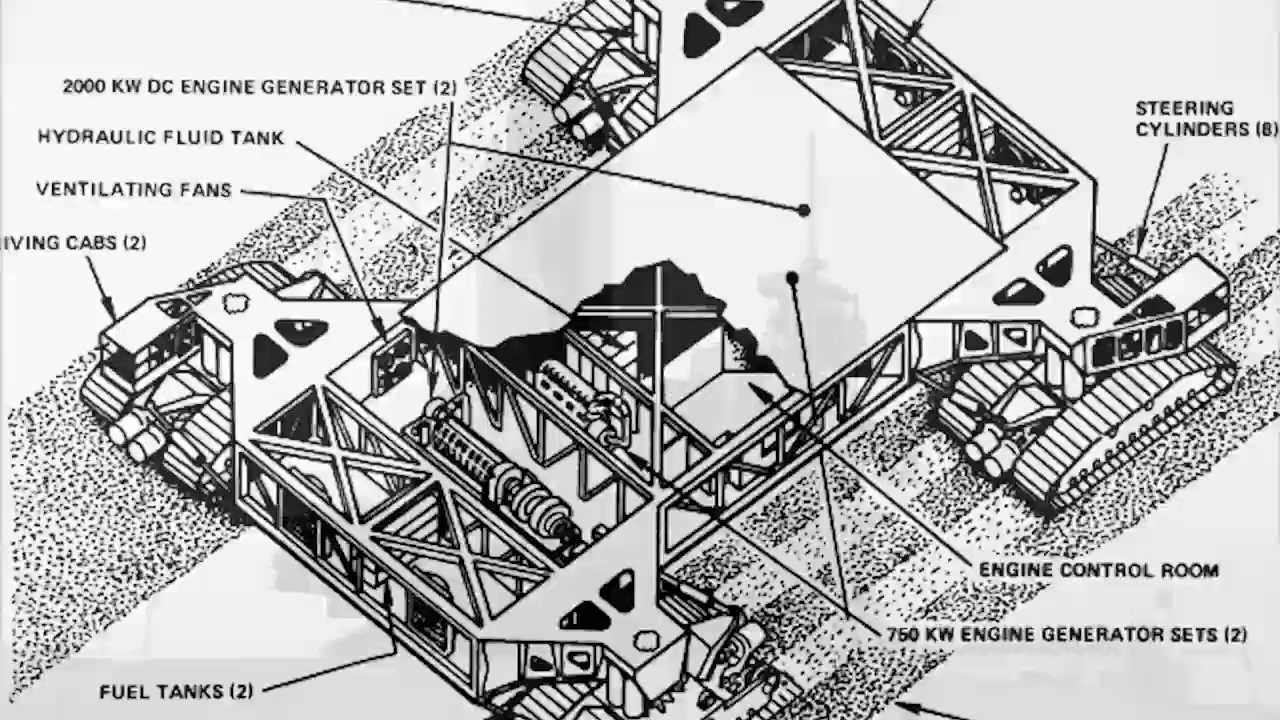 2000 KW DC ENGINE GENERATOR SET (2)
HYDRAULIC FLUID TANK
VENTILATING FANS
IVING CABS (2)
STEERING
CYLINDERS (8)
ENGINE CONTROL ROOM
750 KW ENGINE GENERATOR SETS (2)
FUEL TANKS (2)